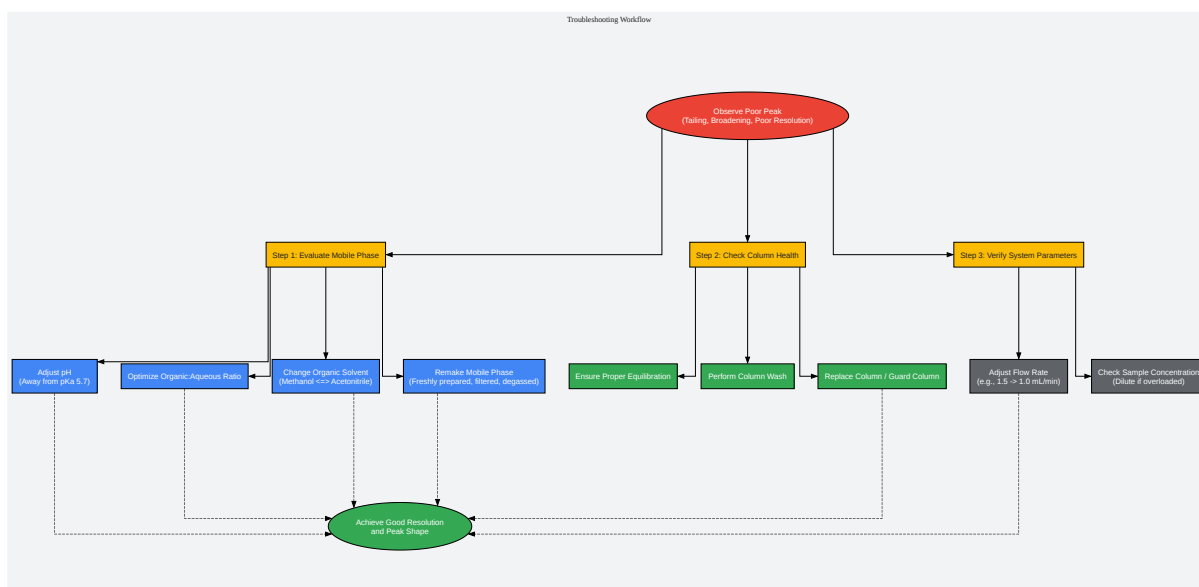 Troubleshooting Workflow
Observe Poor Peak
(Tailing, Broadening, Poor Resolution)
Step 1: Evaluate Mobile Phase
Step 2: Check Column Health
Step 3: Verify System Parameters
Adjust pH
(Away from pKa 5.7)
Optimize Organic:Aqueous Ratio
Change Organic Solvent
(Methanol <=> Acetonitrile)
Remake Mobile Phase
(Freshly prepared, filtered, degassed)
Ensure Proper Equilibration
Perform Column Wash
Replace Column / Guard Column
Adjust Flow Rate
(e.g., 1.5 -> 1.0 mL/min)
Check Sample Concentration
(Dilute if overloaded)
Achieve Good Resolution
and Peak Shape